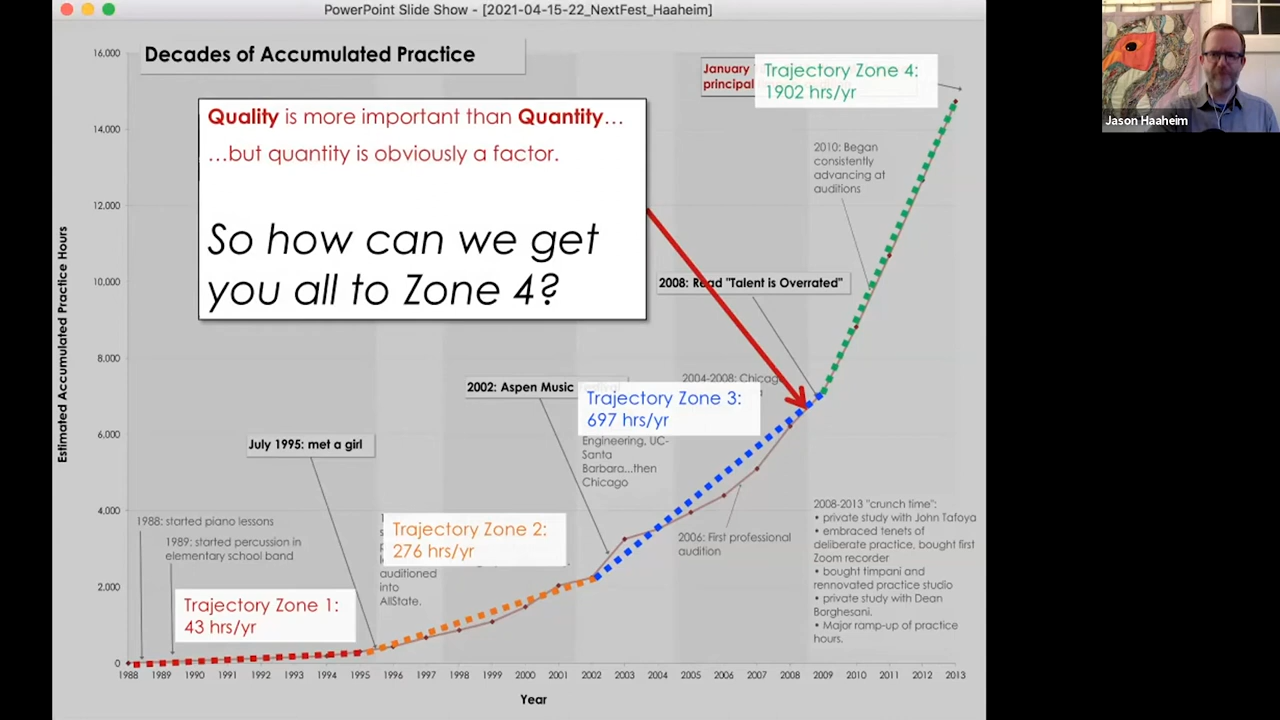 PowerPoint Slide Show - [2021-04-15-22_NextFest_Haaheim]
Jason Haaheim
Decades of Accumulated Practice
Quality is more important than Quantity…
…but quantity is obviously a factor.
So how can we get
you all to Zone 4?
January
principal
Trajectory Zone 4:
1902 hrs/yr
2010: Began
consistently
advancing at
auditions
2008: Read "Talent is Overrated"
2004-2008: Chicago
2002: Aspen Music
Trajectory Zone 3:
697 hrs/yr
Engineering, UC-
Santa
Barbara...then
Chicago
July 1995: met a girl
Trajectory Zone 2:
276 hrs/yr
auditioned
into
AllState.
2006: First professional
audition
2008-2013 "crunch time":
• private study with John Tafoya
• embraced tenets of
deliberate practice, bought first
Zoom recorder
• bought timpani and
rennovated practice studio
• private study with Dean
Borghesani.
• Major ramp-up of practice
hours.
1988: started piano lessons
1989: started percussion in
elementary school band
Trajectory Zone 1:
43 hrs/yr
Estimated Accumulated Practice Hours
16,000
14,000
12,000
10,000
8,000
6,000
4,000
2,000
0
1988 1989 1990 1991 1992 1993 1994 1995 1996 1997 1998 1999 2000 2001 2002 2003 2004 2005 2006 2007 2008 2009 2010 2011 2012 2013
Year